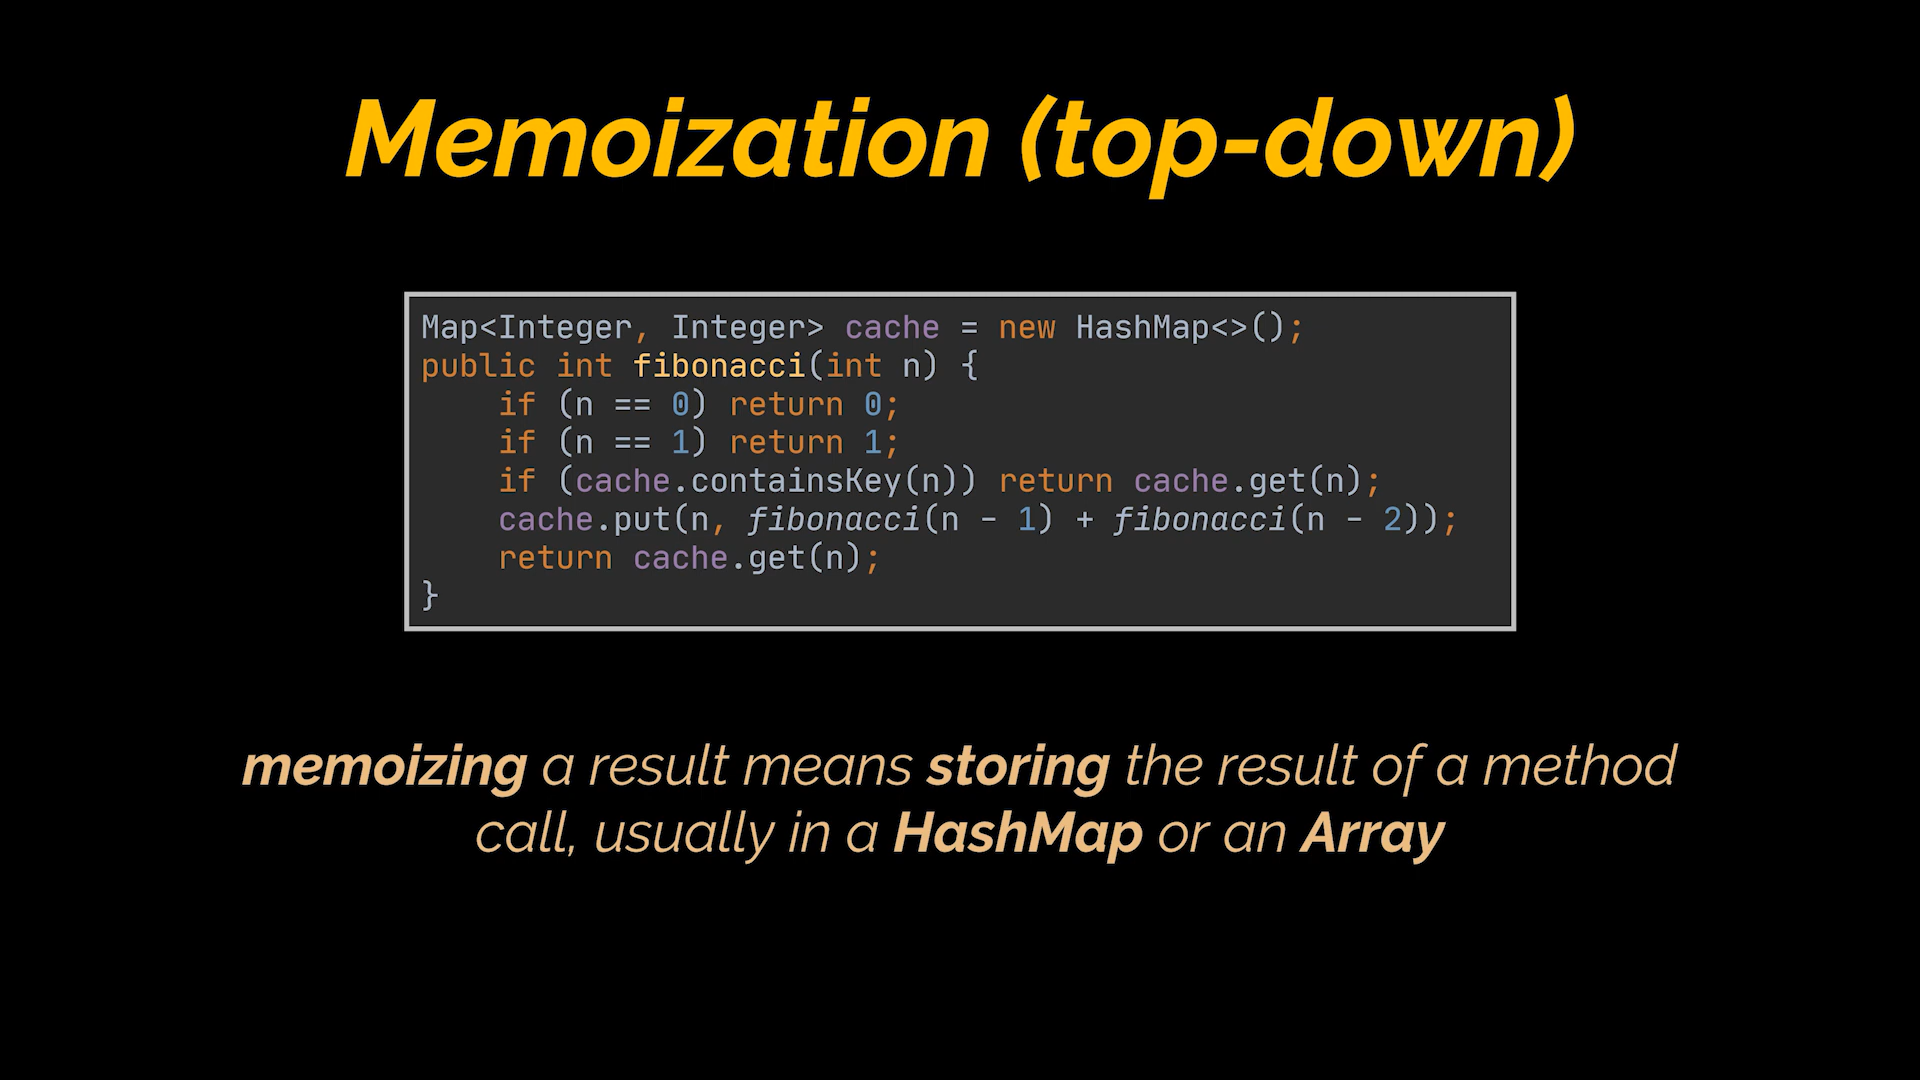 Memoization (top-down)
Map<Integer, Integer> cache = new HashMap<>();
public int fibonacci(int n) {
    if (n == 0) return 0;
    if (n == 1) return 1;
    if (cache.containsKey(n)) return cache.get(n);
    cache.put(n, fibonacci(n - 1) + fibonacci(n - 2));
    return cache.get(n);
}
memoizing a result means storing the result of a method
call, usually in a HashMap or an Array